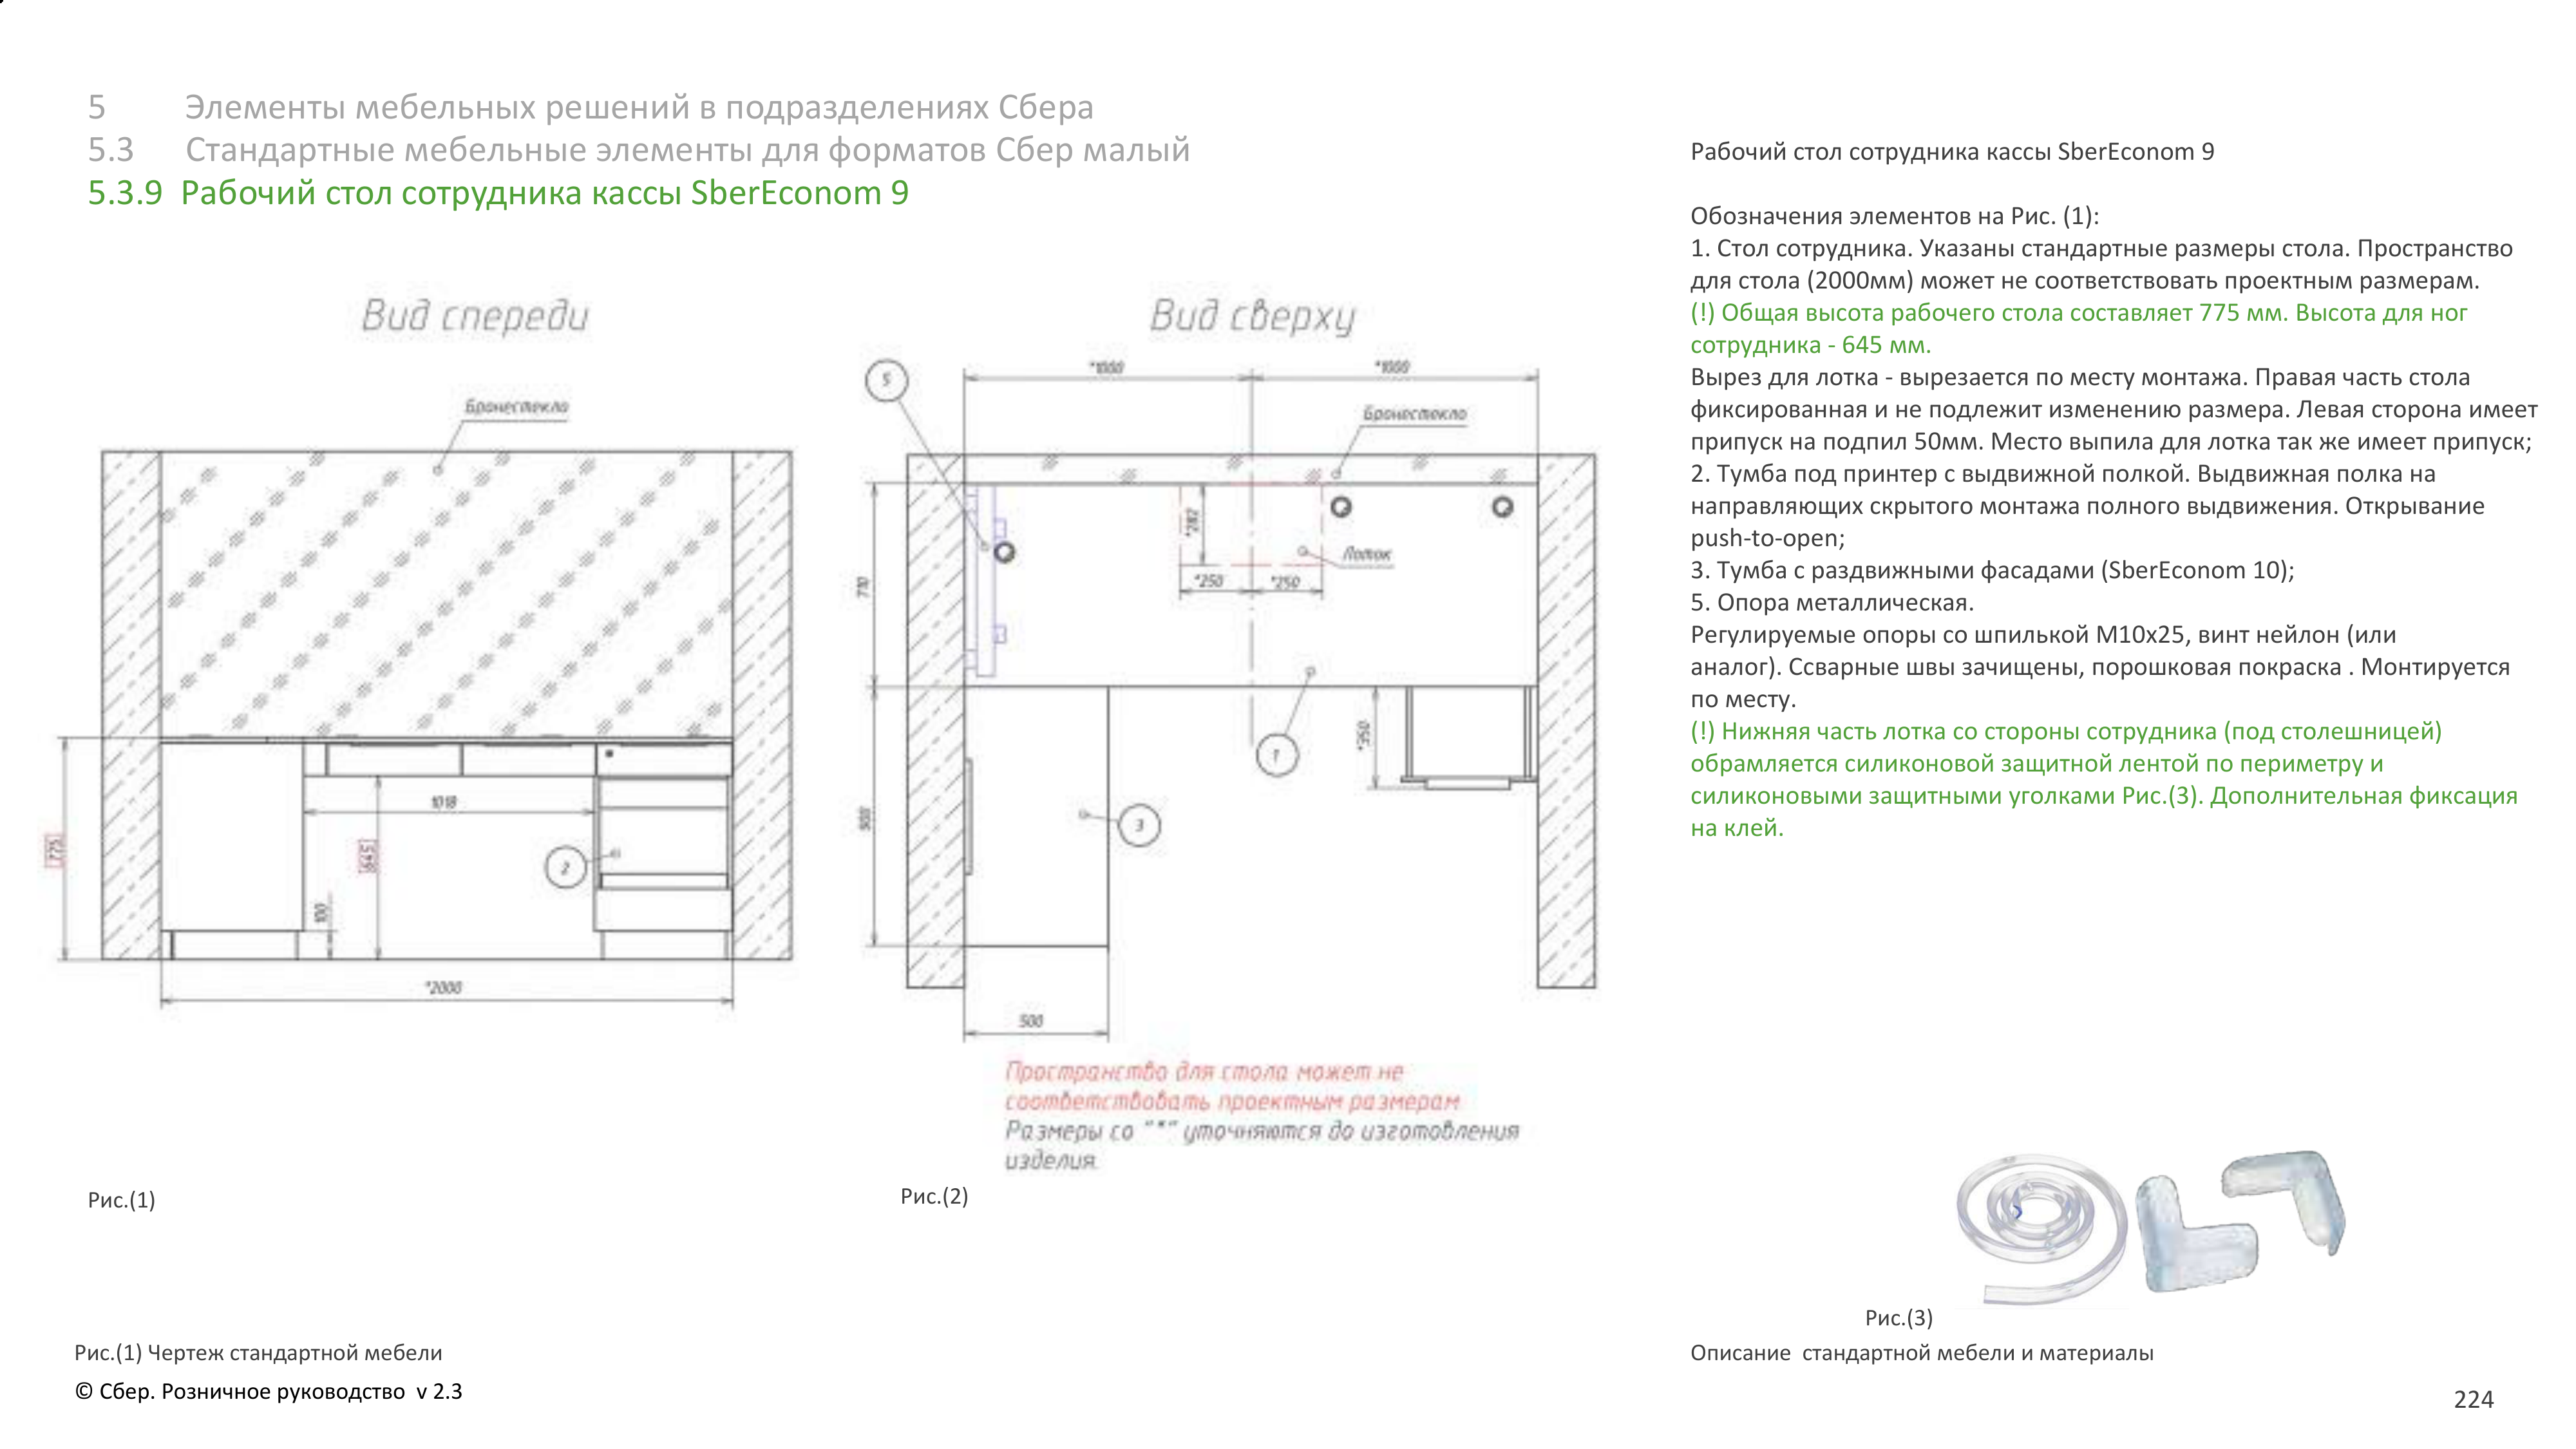 5 Элементы мебельных решений в подразделениях Сбера
5.3 Стандартные мебельные элементы для форматов Сбер малый
5.3.9 Рабочий стол сотрудника кассы SberEconom 9
Вид спереди
Бронестекло
1018
775
645
100
2
*2000
Рис.(1)
Вид сверху
5
*1000
*1000
Бронестекло
*282
Лоток
*250
*250
710
*350
1
900
3
500
Пространство для стола может не
соответствовать проектным размерам
Размеры со "*" уточняются до изготовления
изделия.
Рис.(2)
Рабочий стол сотрудника кассы SberEconom 9
Обозначения элементов на Рис. (1):
1. Стол сотрудника. Указаны стандартные размеры стола. Пространство
для стола (2000мм) может не соответствовать проектным размерам.
(!) Общая высота рабочего стола составляет 775 мм. Высота для ног
сотрудника - 645 мм.
Вырез для лотка - вырезается по месту монтажа. Правая часть стола
фиксированная и не подлежит изменению размера. Левая сторона имеет
припуск на подпил 50мм. Место выпила для лотка так же имеет припуск;
2. Тумба под принтер с выдвижной полкой. Выдвижная полка на
направляющих скрытого монтажа полного выдвижения. Открывание
push-to-open;
3. Тумба с раздвижными фасадами (SberEconom 10);
5. Опора металлическая.
Регулируемые опоры со шпилькой М10х25, винт нейлон (или
аналог). Ссварные швы зачищены, порошковая покраска . Монтируется
по месту.
(!) Нижняя часть лотка со стороны сотрудника (под столешницей)
обрамляется силиконовой защитной лентой по периметру и
силиконовыми защитными уголками Рис.(3). Дополнительная фиксация
на клей.
Рис.(3)
Рис.(1) Чертеж стандартной мебели
Описание стандартной мебели и материалы
© Сбер. Розничное руководство v 2.3
224